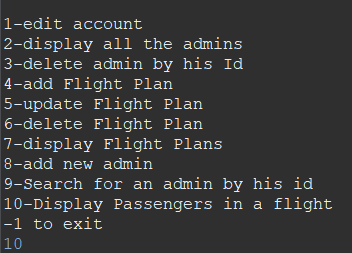 1-edit account
2-display all the admins
3-delete admin by his Id
4-add Flight Plan
5-update Flight Plan
6-delete Flight Plan
7-display Flight Plans
8-add new admin
9-Search for an admin by his id
10-Display Passengers in a flight
-1 to exit
10